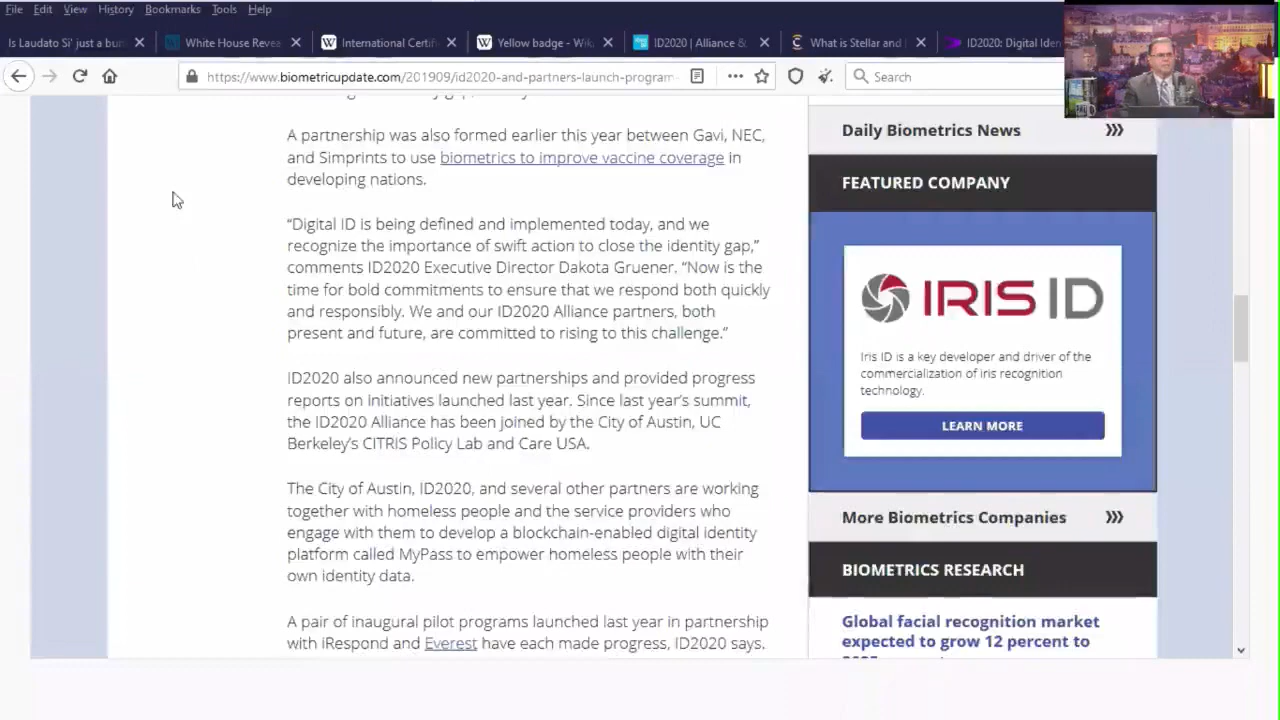 File Edit View History Bookmarks Tools Help
Is Laudato Si' just a bun
White House Revea
International Certifi
Yellow badge - Wiki
ID2020 | Alliance &
What is Stellar and
ID2020: Digital Iden
https://www.biometricupdate.com/201909/id2020-and-partners-launch-program-
Search
A partnership was also formed earlier this year between Gavi, NEC,
and Simprints to use biometrics to improve vaccine coverage in
developing nations.
“Digital ID is being defined and implemented today, and we
recognize the importance of swift action to close the identity gap,”
comments ID2020 Executive Director Dakota Gruener. “Now is the
time for bold commitments to ensure that we respond both quickly
and responsibly. We and our ID2020 Alliance partners, both
present and future, are committed to rising to this challenge.”
ID2020 also announced new partnerships and provided progress
reports on initiatives launched last year. Since last year’s summit,
the ID2020 Alliance has been joined by the City of Austin, UC
Berkeley’s CITRIS Policy Lab and Care USA.
The City of Austin, ID2020, and several other partners are working
together with homeless people and the service providers who
engage with them to develop a blockchain-enabled digital identity
platform called MyPass to empower homeless people with their
own identity data.
A pair of inaugural pilot programs launched last year in partnership
with iRespond and Everest have each made progress, ID2020 says.
Daily Biometrics News
FEATURED COMPANY
IRIS ID
Iris ID is a key developer and driver of the
commercialization of iris recognition
technology.
LEARN MORE
More Biometrics Companies
BIOMETRICS RESEARCH
Global facial recognition market
expected to grow 12 percent to